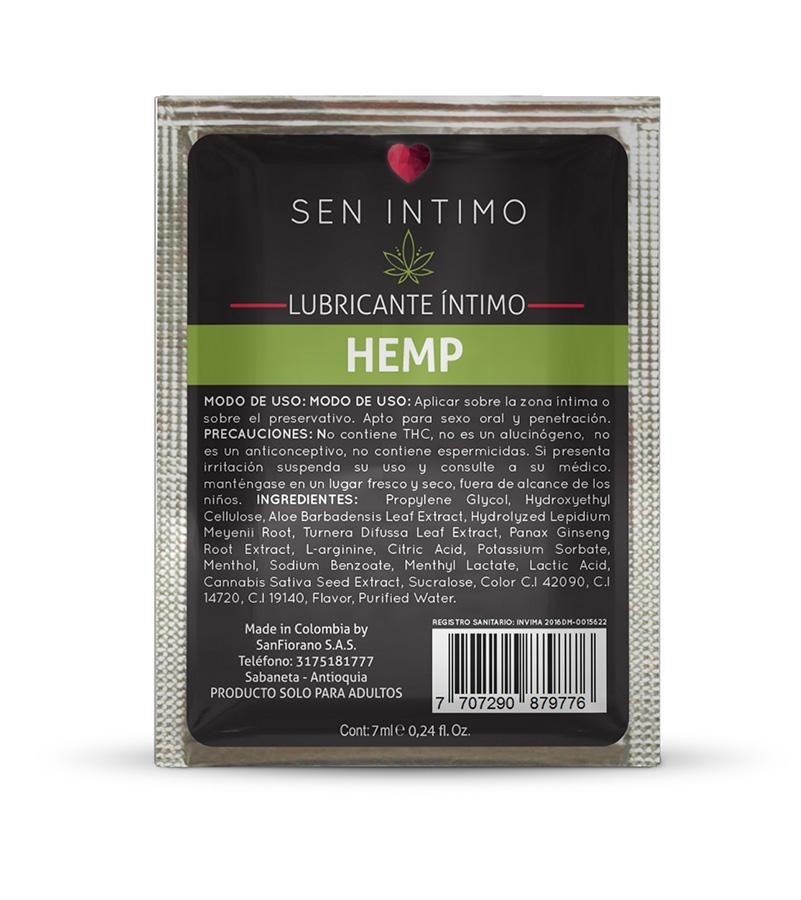 SEN INTIMO
LUBRICANTE ÍNTIMO
HEMP
MODO DE USO: MODO DE USO: Aplicar sobre la zona íntima o
sobre el preservativo. Apto para sexo oral y penetración.
PRECAUCIONES: No contiene THC, no es un alucinógeno, no
es un anticonceptivo, no contiene espermicidas. Si presenta
irritación suspenda su uso y consulte a su médico.
manténgase en un lugar fresco y seco, fuera de alcance de los
niños. INGREDIENTES: Propylene Glycol, Hydroxyethyl
Cellulose, Aloe Barbadensis Leaf Extract, Hydrolyzed Lepidium
Meyenii Root, Turnera Difussa Leaf Extract, Panax Ginseng
Root Extract, L-arginine, Citric Acid, Potassium Sorbate,
Menthol, Sodium Benzoate, Menthyl Lactate, Lactic Acid,
Cannabis Sativa Seed Extract, Sucralose, Color C.I 42090, C.I
14720, C.I 19140, Flavor, Purified Water.
REGISTRO SANITARIO: INVIMA 2016DM-0015622
Made in Colombia by
SanFiorano S.A.S.
Teléfono: 3175181777
Sabaneta - Antioquia
PRODUCTO SOLO PARA ADULTOS
7 707290 879776
Cont: 7ml ℮ 0,24 fl. Oz.